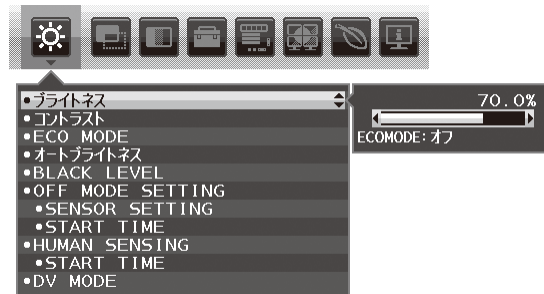 ●ブライトネス
●コントラスト
●ECO MODE
●オートブライトネス
●BLACK LEVEL
●OFF MODE SETTING
●SENSOR SETTING
●START TIME
●HUMAN SENSING
●START TIME
●DV MODE
70.0%
ECOMODE:オフ